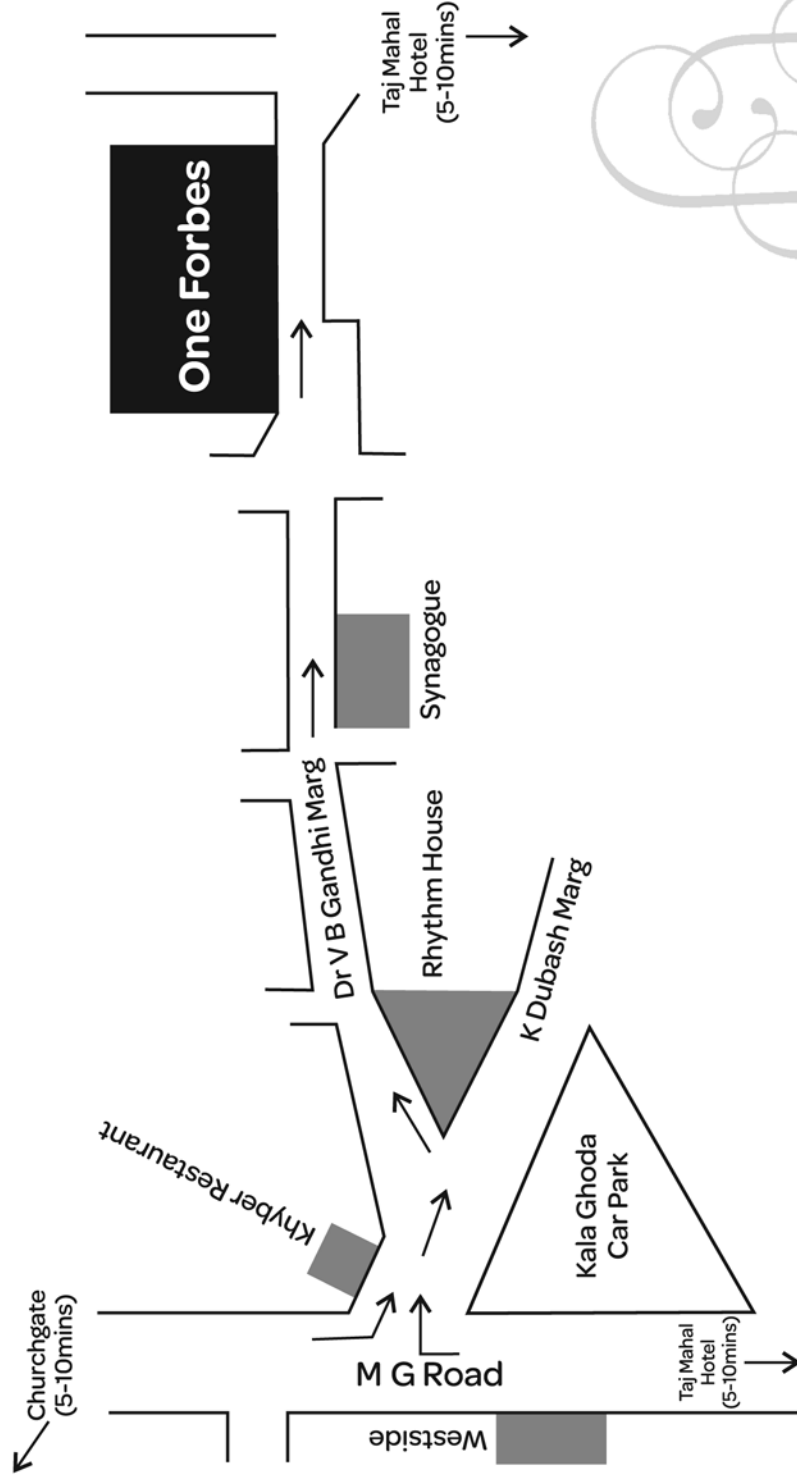 Churchgate
(5-10mins)
Khyber Restaurant
M G Road
Westside
Taj Mahal
Hotel
(5-10mins)
Kala Ghoda
Car Park
K Dubash Marg
Rhythm House
Dr V B Gandhi Marg
Synagogue
One Forbes
Taj Mahal
Hotel
(5-10mins)